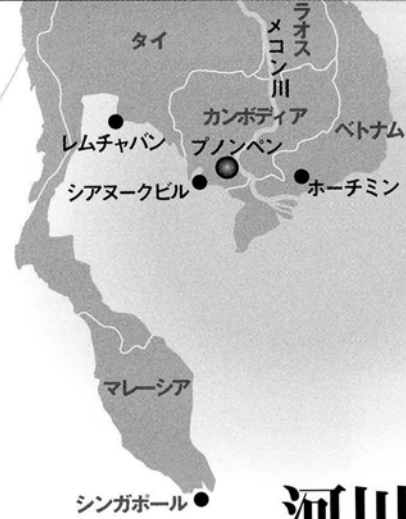 ラオス
メコン川
タイ
カンボディア
ベトナム
レムチャバン
プノンペン
シアヌークビル
ホーチミン
マレーシア
シンガポール